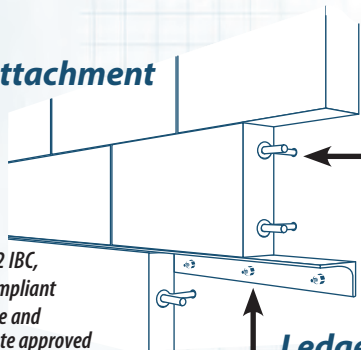 ttachment
2 IBC,
mpliant
e and
te approved
Ledge